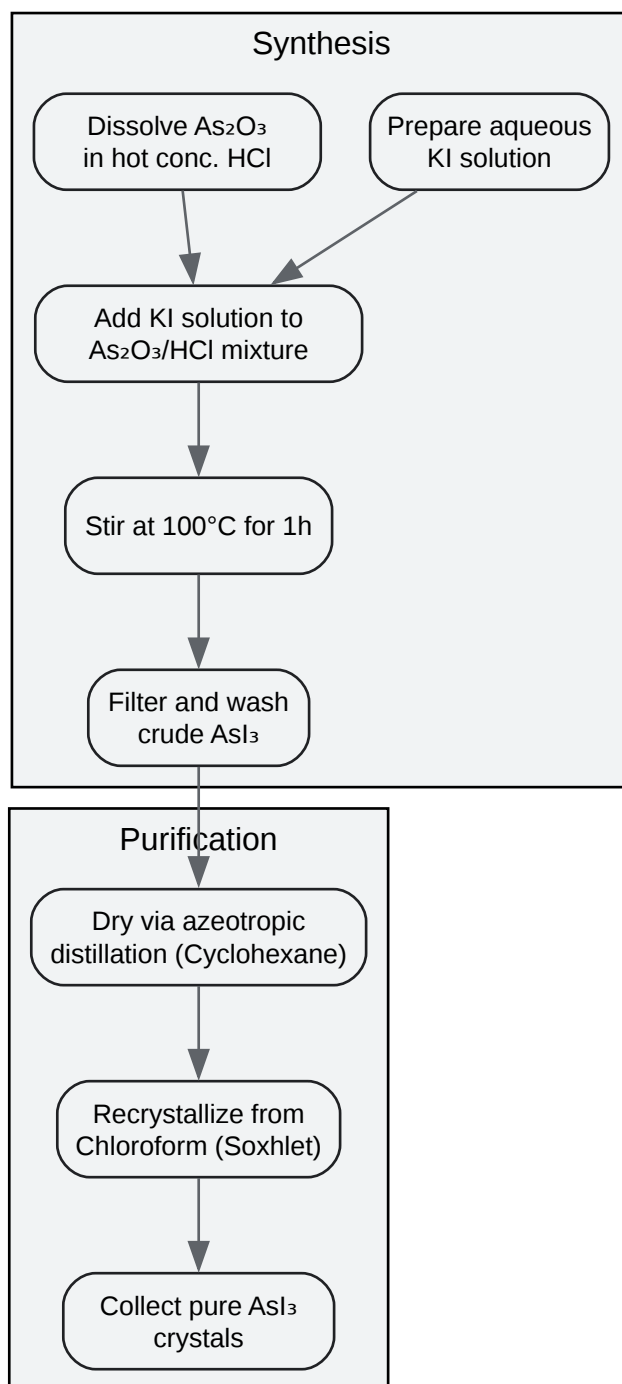 Synthesis
Dissolve As₂O₃
in hot conc. HCl
Prepare aqueous
KI solution
Add KI solution to
As₂O₃/HCl mixture
Stir at 100°C for 1h
Filter and wash
crude AsI₃
Purification
Dry via azeotropic
distillation (Cyclohexane)
Recrystallize from
Chloroform (Soxhlet)
Collect pure AsI₃
crystals